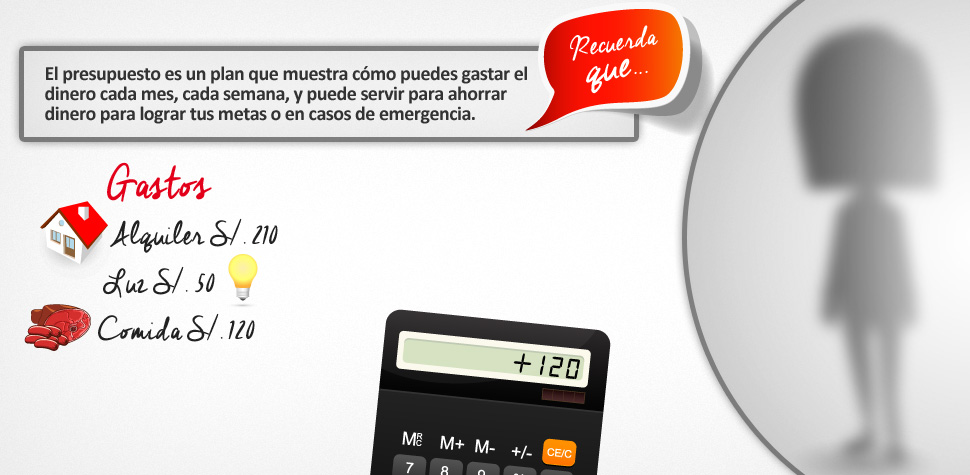 Recuerda
que...
El presupuesto es un plan que muestra cómo puedes gastar el
dinero cada mes, cada semana, y puede servir para ahorrar
dinero para lograr tus metas o en casos de emergencia.
Gastos
Alquiler S/. 210
Luz S/. 50
Comida S/. 120
+120
MRC M+ M- +/- CE/C
7 8 9